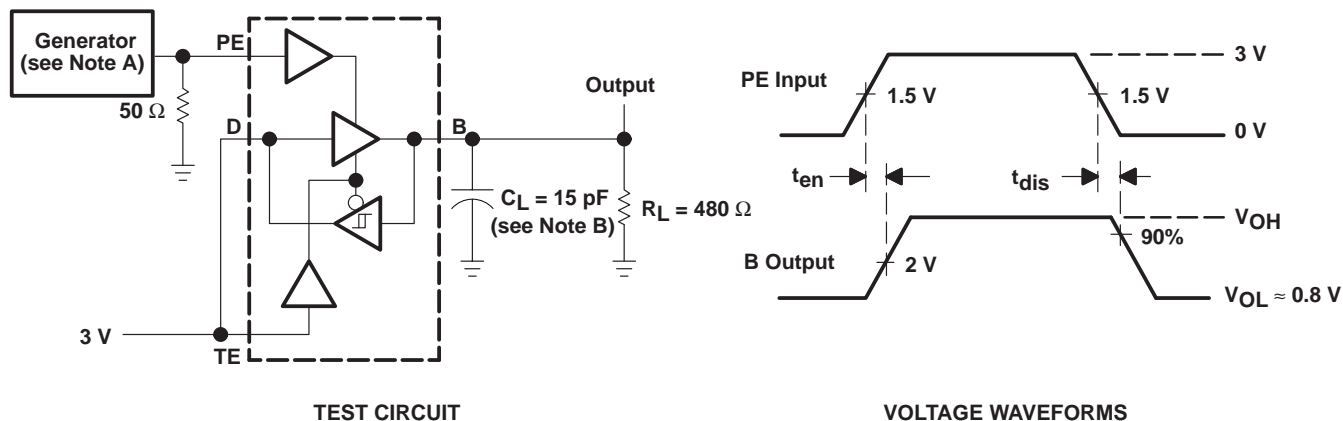 Generator
(see Note A)
PE
50 Ω
D
B
Output
C_L = 15 pF
(see Note B)
R_L = 480 Ω
3 V
TE
TEST CIRCUIT
PE Input
1.5 V
1.5 V
3 V
0 V
t_en
t_dis
V_OH
90%
B Output
2 V
V_OL ≈ 0.8 V
VOLTAGE WAVEFORMS